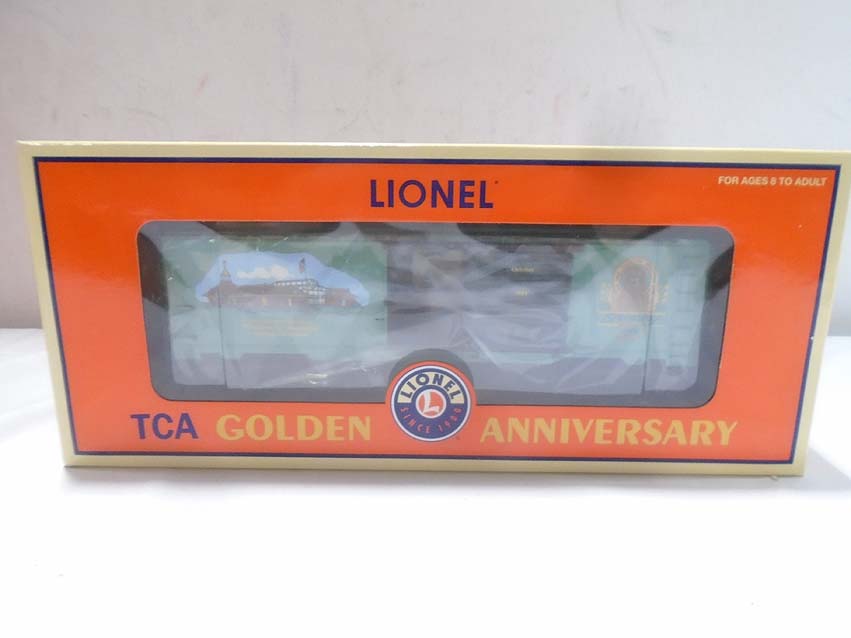 LIONEL
FOR AGES 8 TO ADULT
LIONEL
L
SINCE 1900
TCA GOLDEN ANNIVERSARY